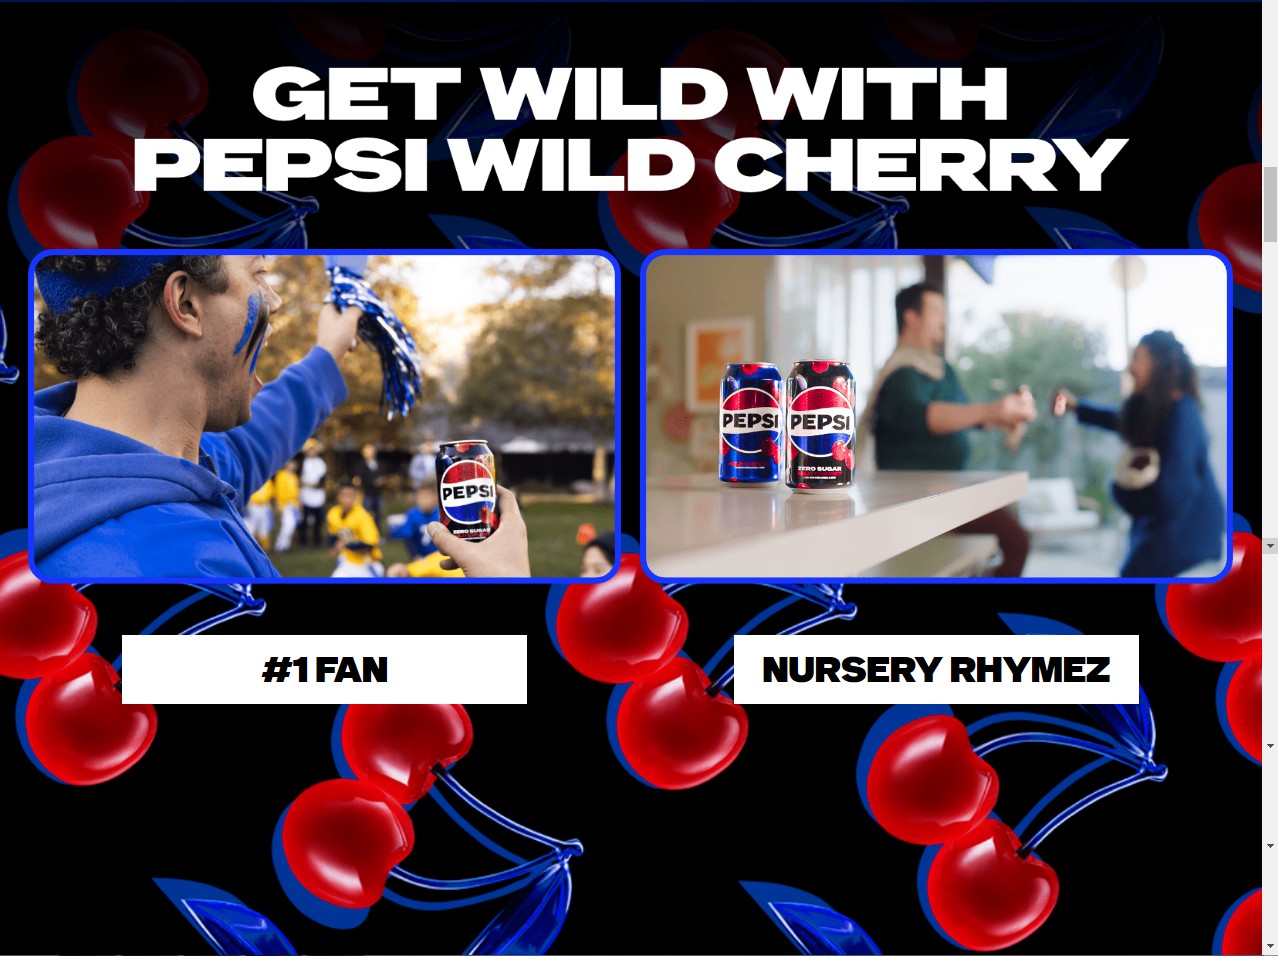 GET WILD WITH
PEPSI WILD CHERRY
PEPSI
ZERO SUGAR
PEPSI
PEPSI
ZERO SUGAR
#1 FAN
NURSERY RHYMEZ